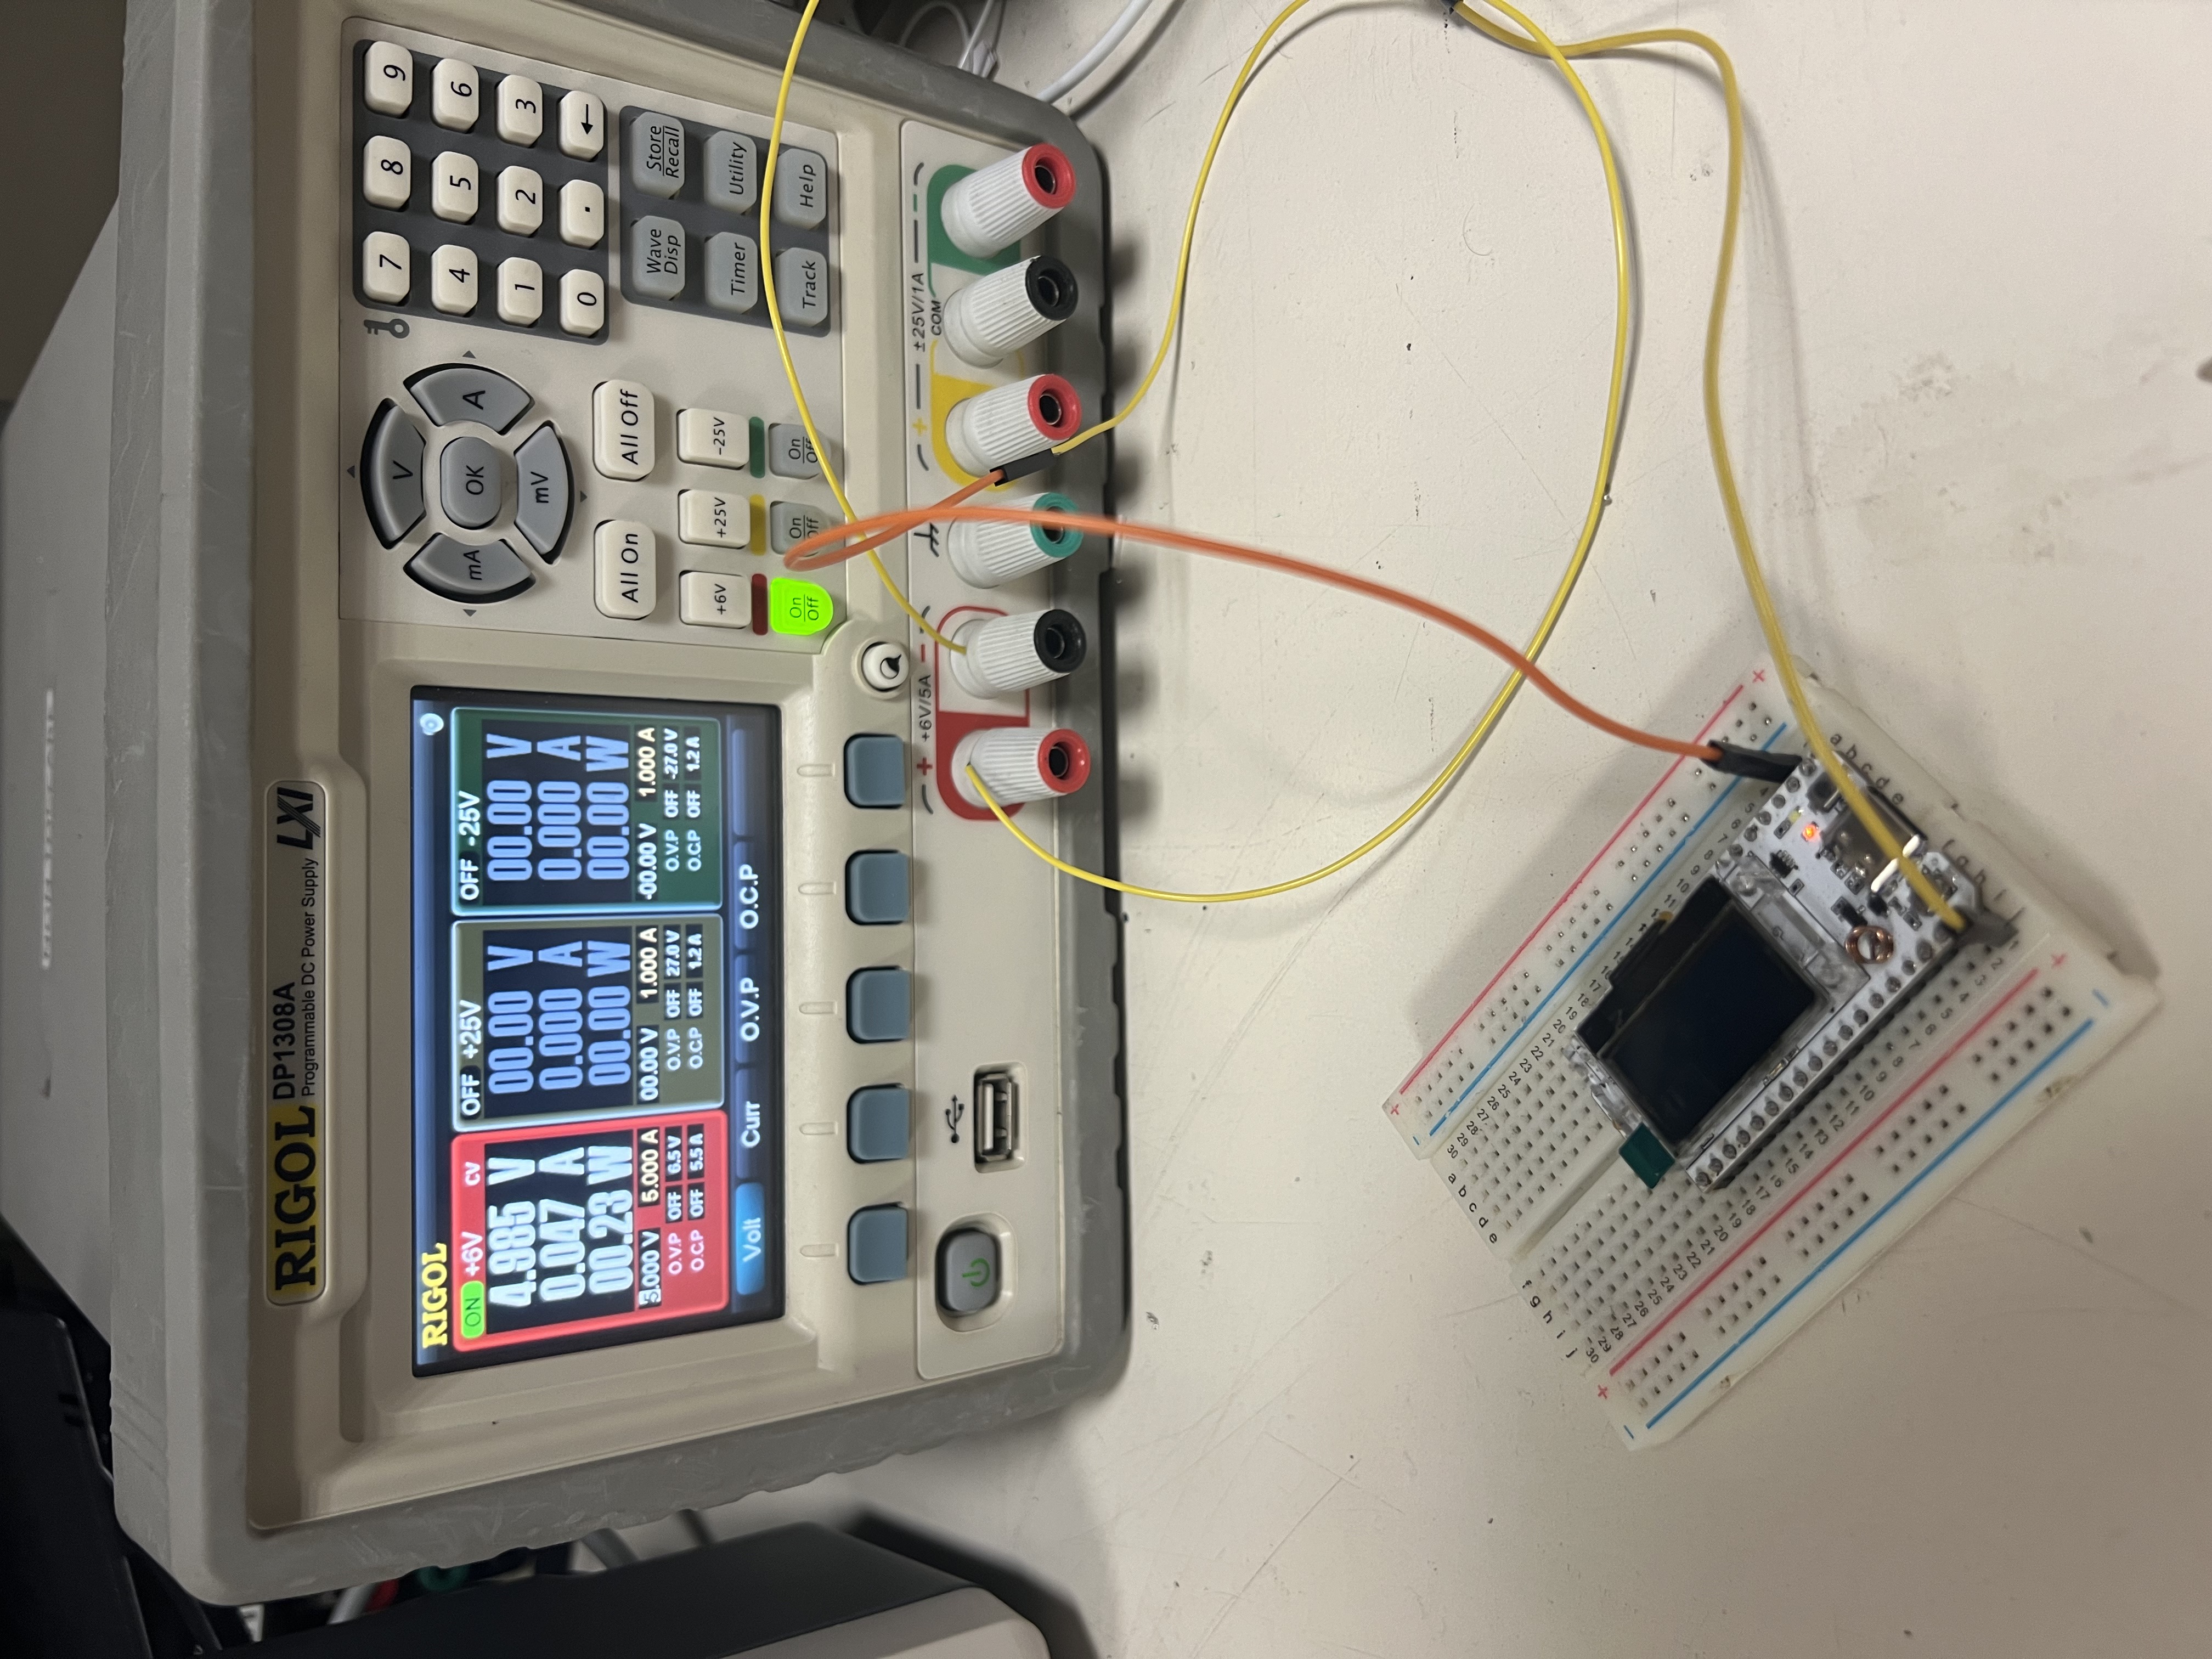 RIGOL DP1308A
Programmable DC Power Supply LXI
RIGOL
ON +6V CV
4.985 V
0.047 A
00.23 W
5.000 V 5.000 A
O.V.P OFF 6.5 V
O.C.P OFF 5.5 A
OFF +25V
00.00 V
0.000 A
00.00 W
00.00 V 1.000 A
O.V.P OFF 27.0 V
O.C.P OFF 1.2 A
OFF -25V
00.00 V
0.000 A
00.00 W
-00.00 V 1.000 A
O.V.P OFF -27.0 V
O.C.P OFF 1.2 A
Volt Curr O.V.P O.C.P
V
mA OK A
mV
7 8 9
4 5 6
1 2 3
0 . ←
All On All Off
+6V +25V -25V
On Off
On Off
On Off
Wave Disp
Store Recall
Timer Utility
Track Help
+ +6V/5A -
+ ±25V/1A -
COM
a b c d e
f g h i j